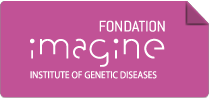 FONDATION
imagine
INSTITUTE OF GENETIC DISEASES